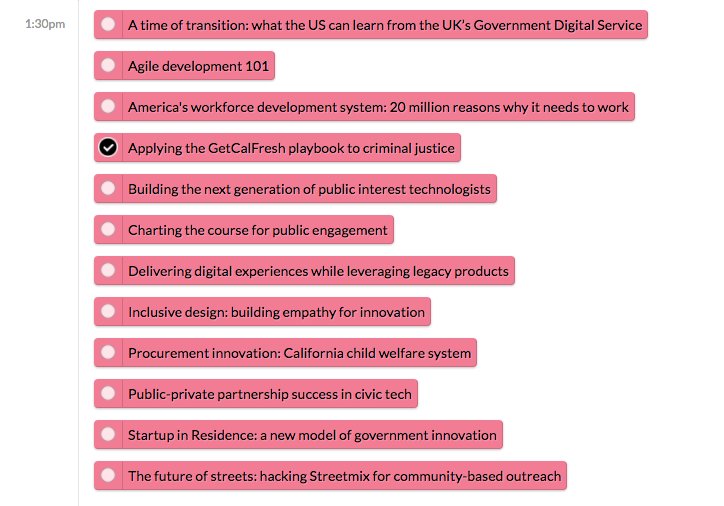 1:30pm
A time of transition: what the US can learn from the UK's Government Digital Service
Agile development 101
America's workforce development system: 20 million reasons why it needs to work
Applying the GetCalFresh playbook to criminal justice
Building the next generation of public interest technologists
Charting the course for public engagement
Delivering digital experiences while leveraging legacy products
Inclusive design: building empathy for innovation
Procurement innovation: California child welfare system
Public-private partnership success in civic tech
Startup in Residence: a new model of government innovation
The future of streets: hacking Streetmix for community-based outreach